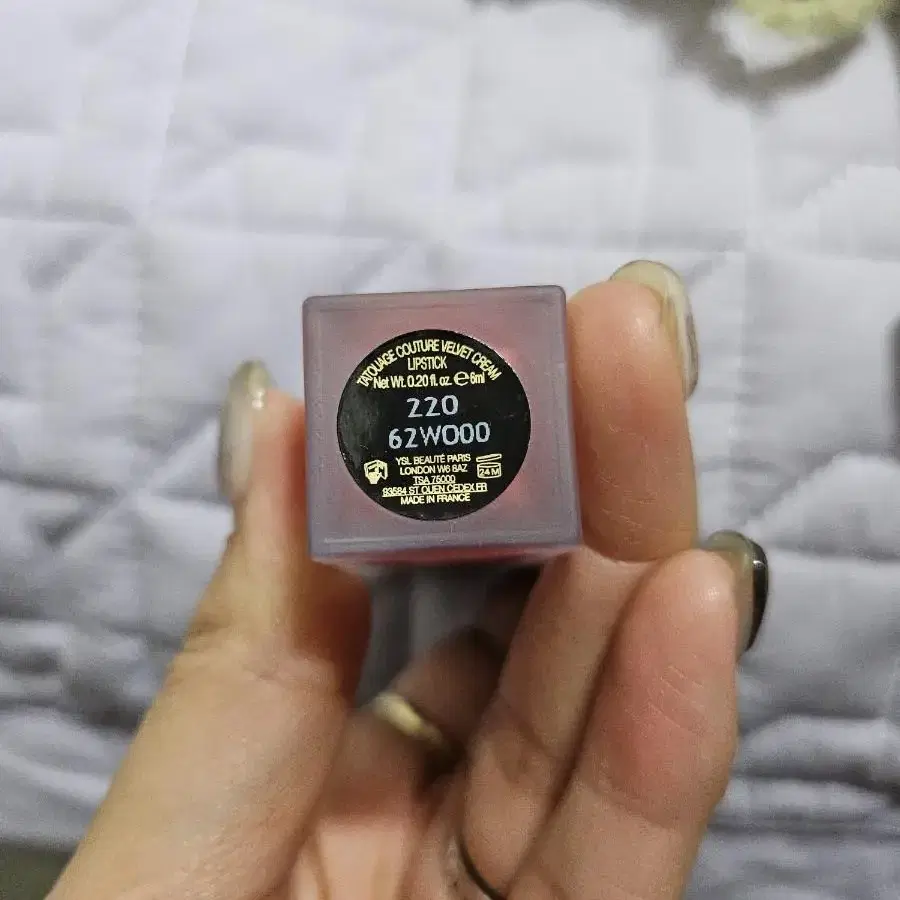 TATOUAGE COUTURE VELVET CREAM
LIPSTICK
Net Wt. 0.20 fl. oz. ℮ 6ml
220
62W000
YSL BEAUTÉ PARIS
LONDON W6 8AZ
TSA 75000
93584 ST OUEN CEDEX FR
MADE IN FRANCE
24 M